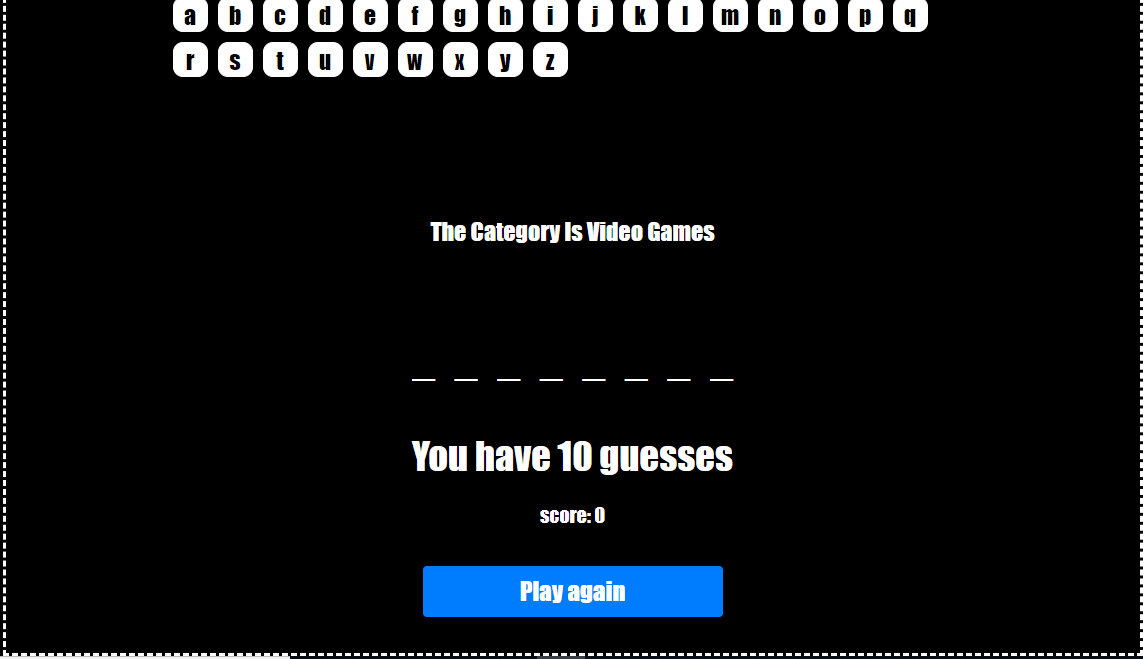 a b c d e f g h i j k l m n o p q
r s t u v w x y z
The Category Is Video Games
_ _ _ _ _ _ _ _
You have 10 guesses
score: 0
Play again